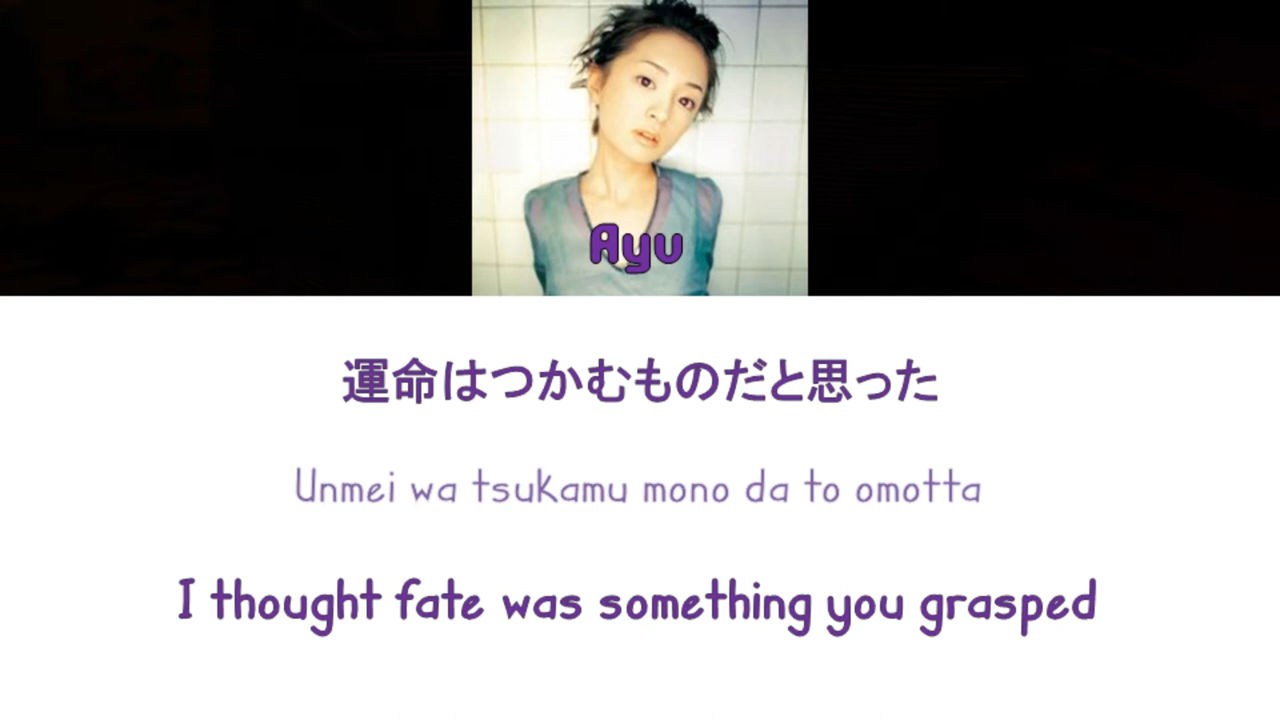 Ayu
運命はつかむものだと思った
Unmei wa tsukamu mono da to omotta
I thought fate was something you grasped